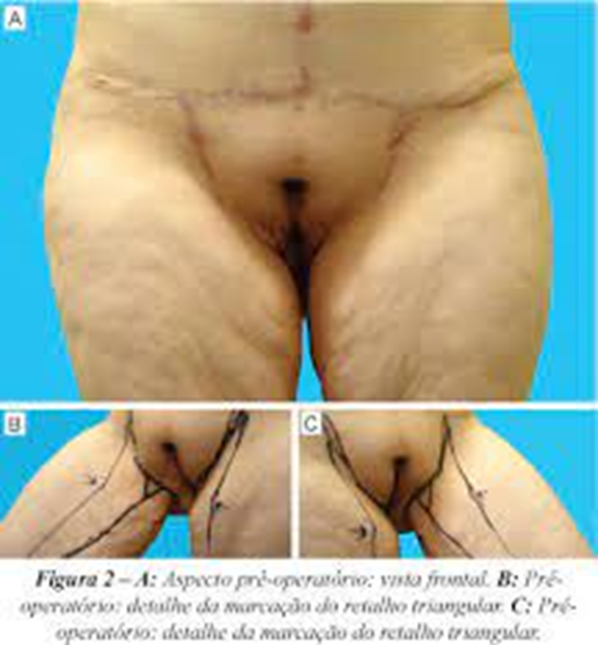 A
B
C
Figura 2 – A: Aspecto pré-operatório: vista frontal. B: Pré-
operatório: detalhe da marcação do retalho triangular. C: Pré-
operatório: detalhe da marcação do retalho triangular.